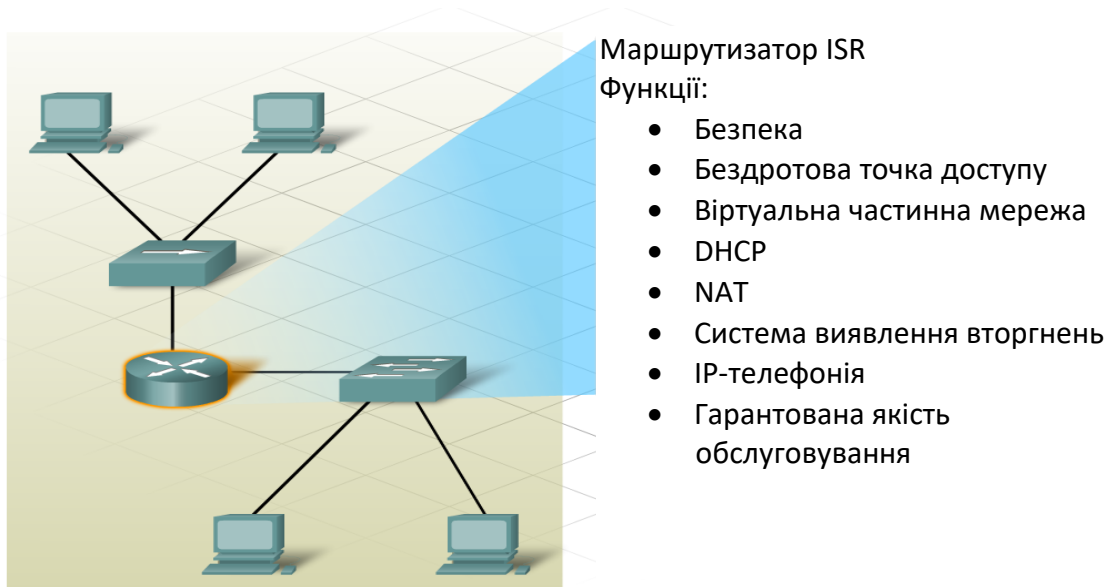 Маршрутизатор ISR
Функції:
• Безпека
• Бездротова точка доступу
• Віртуальна частинна мережа
• DHCP
• NAT
• Система виявлення вторгнень
• IP-телефонія
• Гарантована якість
обслуговування